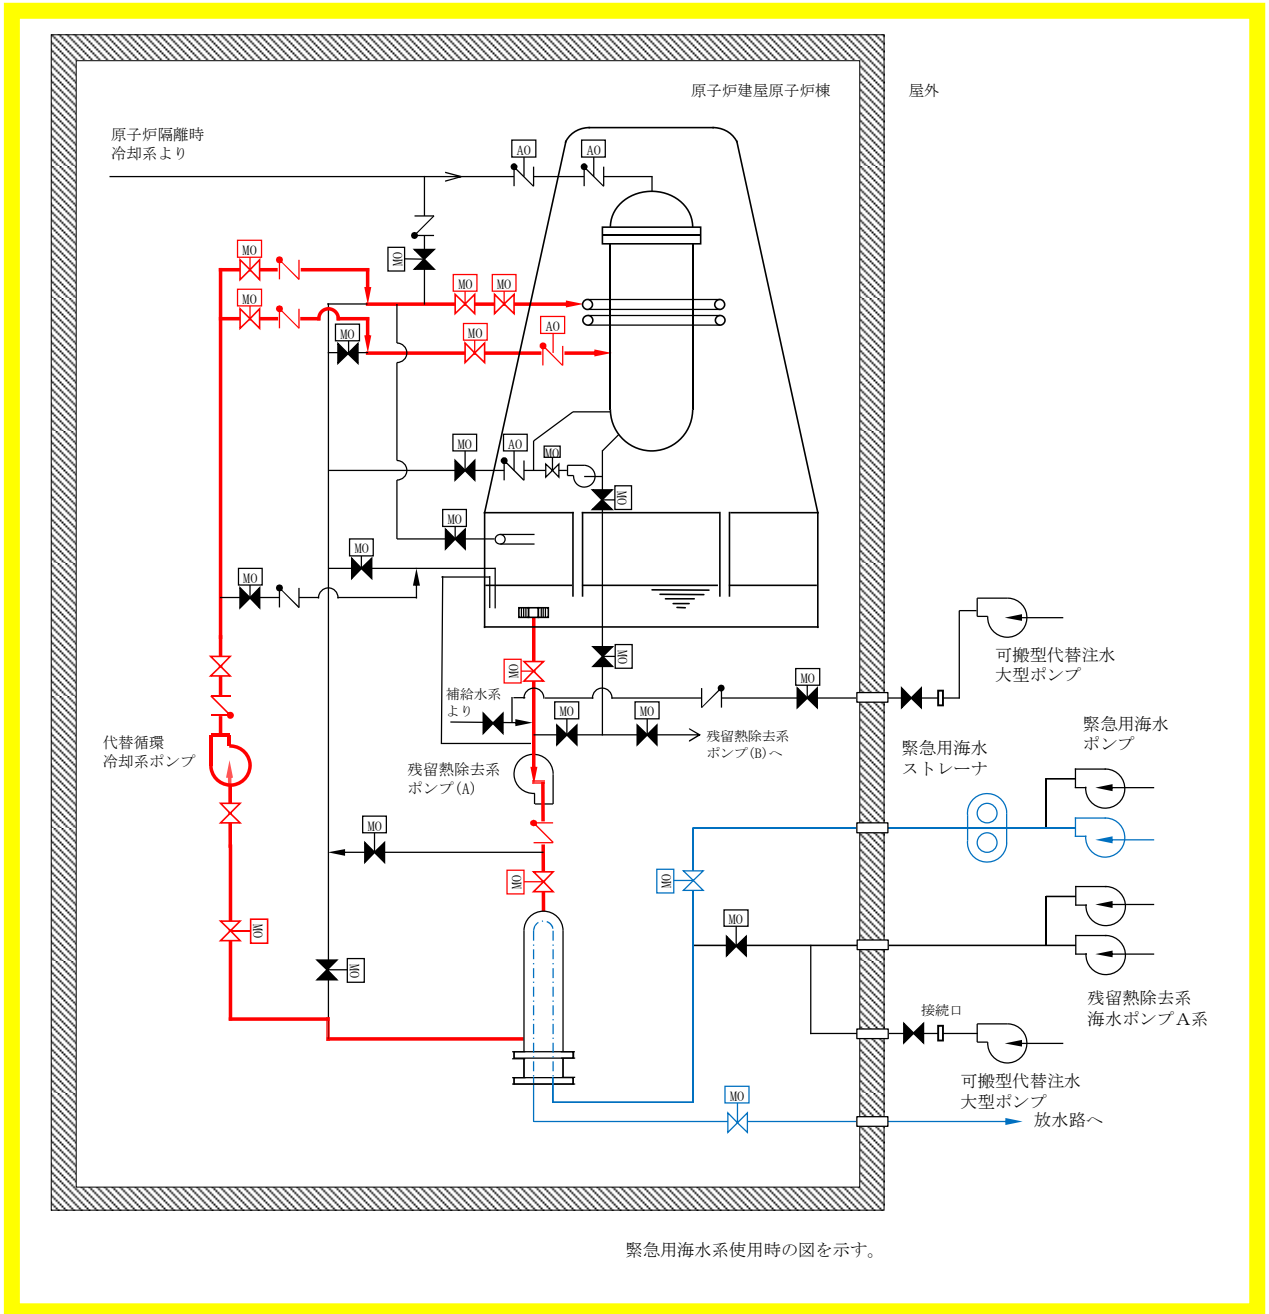 原子炉建屋原子炉棟
屋外
原子炉隔離時
冷却系より
AO
AO
MO
MO
MO
MO
MO
MO
AO
MO
MO
MO
AO
MO
MO
MO
MO
MO
MO
MO
MO
補給水系
より
MO
MO
残留熱除去系
ポンプ(B)へ
可搬型代替注水
大型ポンプ
緊急用海水
ポンプ
緊急用海水
ストレーナ
代替循環
冷却系ポンプ
残留熱除去系
ポンプ(A)
MO
MO
MO
MO
MO
MO
残留熱除去系
海水ポンプA系
接続口
可搬型代替注水
大型ポンプ
MO
放水路へ
緊急用海水系使用時の図を示す。